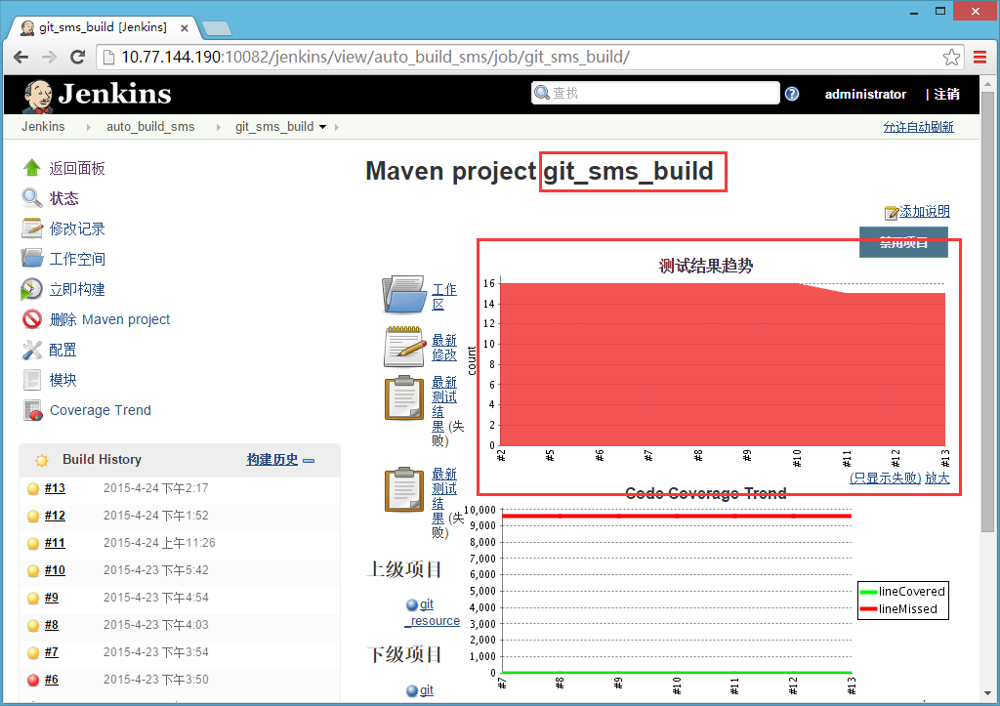 git_sms_build [Jenkins]
10.77.144.190:10082/jenkins/view/auto_build_sms/job/git_sms_build/
Jenkins
查找
administrator
| 注销
Jenkins
auto_build_sms
git_sms_build
允许自动刷新
返回面板
状态
修改记录
工作空间
立即构建
删除 Maven project
配置
模块
Coverage Trend
Build History
构建历史
#13 2015-4-24 下午2:17
#12 2015-4-24 下午1:52
#11 2015-4-24 上午11:26
#10 2015-4-23 下午5:42
#9 2015-4-23 下午4:54
#8 2015-4-23 下午4:03
#7 2015-4-23 下午3:54
#6 2015-4-23 下午3:50
Maven project git_sms_build
添加说明
禁用项目
工作
区
最新
修改
最新
测试
结
果 (失
败)
最新
测试
结
果 (失
败)
上级项目
git
_resource
下级项目
git
测试结果趋势
count
16
14
12
10
8
6
4
2
0
#2 #5 #6 #7 #8 #9 #10 #11 #12 #13
(只显示失败) 放大
Code Coverage Trend
10,000
9,000
8,000
7,000
6,000
5,000
4,000
3,000
2,000
1,000
0
#7 #8 #9 #10 #11 #12 #13
lineCovered
lineMissed